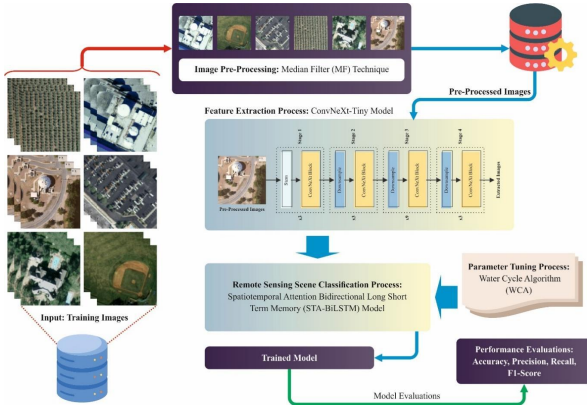 Image Pre-Processing: Median Filter (MF) Technique
Pre-Processed Images
Feature Extraction Process: ConvNeXt-Tiny Model
Stage 1
Stage 2
Stage 3
Stage 4
Stem
ConvNeXt Block
Downsample
ConvNeXt Block
Downsample
ConvNeXt Block
Downsample
ConvNeXt Block
Extracted Images
Pre-Processed Images
x3
x3
x9
x3
Remote Sensing Scene Classification Process:
Spatiotemporal Attention Bidirectional Long Short
Term Memory (STA-BiLSTM) Model
Parameter Tuning Process:
Water Cycle Algorithm
(WCA)
Input: Training Images
Trained Model
Performance Evaluations:
Accuracy, Precision, Recall,
F1-Score
Model Evaluations